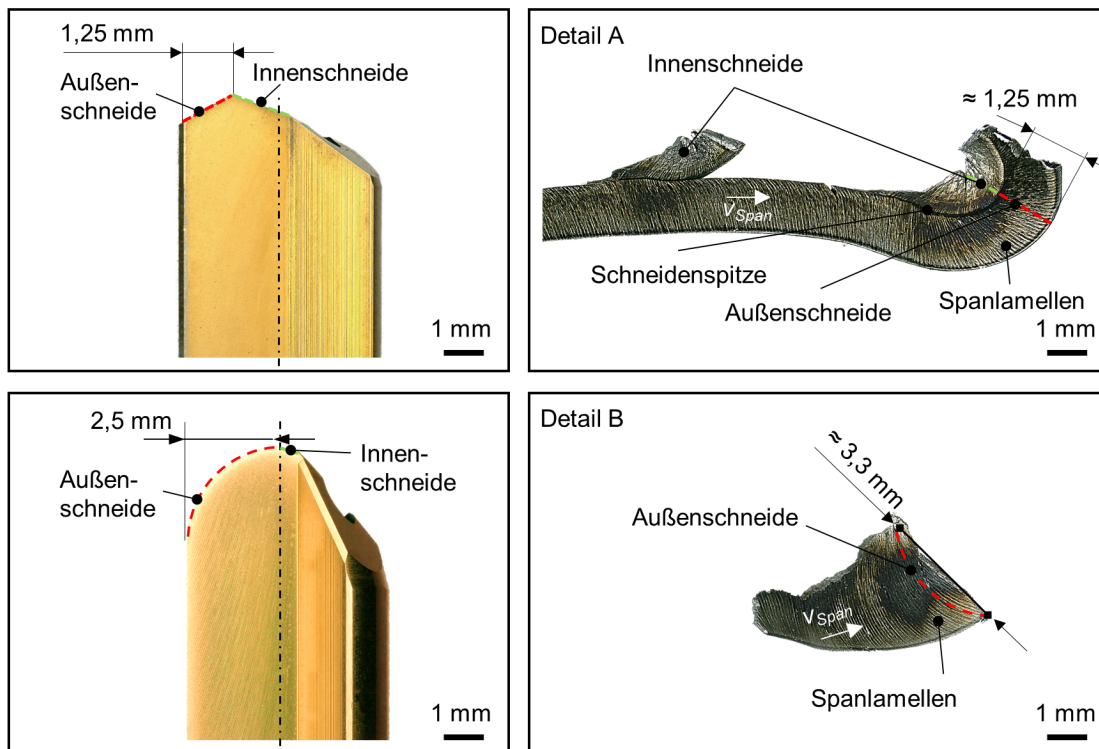 1,25 mm
Außen-
schneide
Innenschneide
1 mm
Detail A
Innenschneide
≈ 1,25 mm
vSpan
Schneidenspitze
Außenschneide
Spanlamellen
1 mm
2,5 mm
Außen-
schneide
Innen-
schneide
1 mm
Detail B
≈ 3,3 mm
Außenschneide
vSpan
Spanlamellen
1 mm